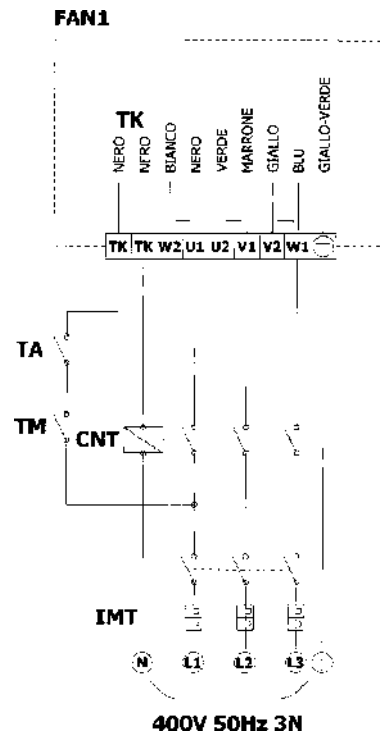 FAN1
TK
NERO
NERO
BIANCO
NERO
VERDE
MARRONE
GIALLO
BLU
GIALLO-VERDE
TK TK W2 U1 U2 V1 V2 W1
TA
TM
CNT
IMT
N L1 L2 L3
400V 50Hz 3N